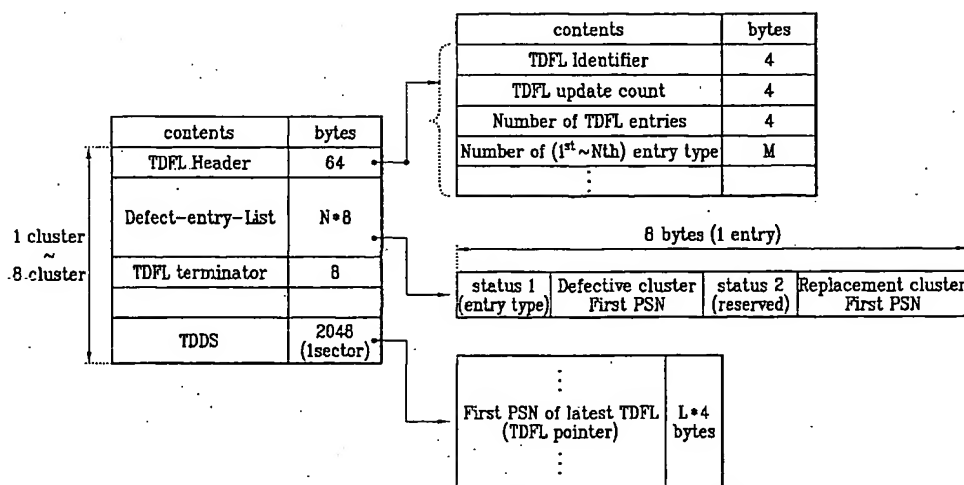 contents bytes
TDFL Identifier 4
TDFL update count 4
Number of TDFL entries 4
Number of (1st~Nth) entry type M
⋮
contents bytes
TDFL Header 64
Defect-entry-List N*8
TDFL terminator 8
TDDS 2048
(1sector)
1 cluster
~
8 cluster
8 bytes (1 entry)
status 1 Defective cluster status 2 Replacement cluster
(entry type) First PSN (reserved) First PSN
⋮
First PSN of latest TDFL L*4
(TDFL pointer) bytes
⋮